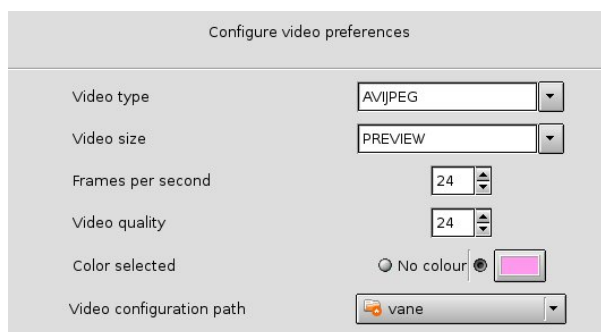 Configure video preferences
Video type AVIJPEG
Video size PREVIEW
Frames per second 24
Video quality 24
Color selected No colour
Video configuration path vane